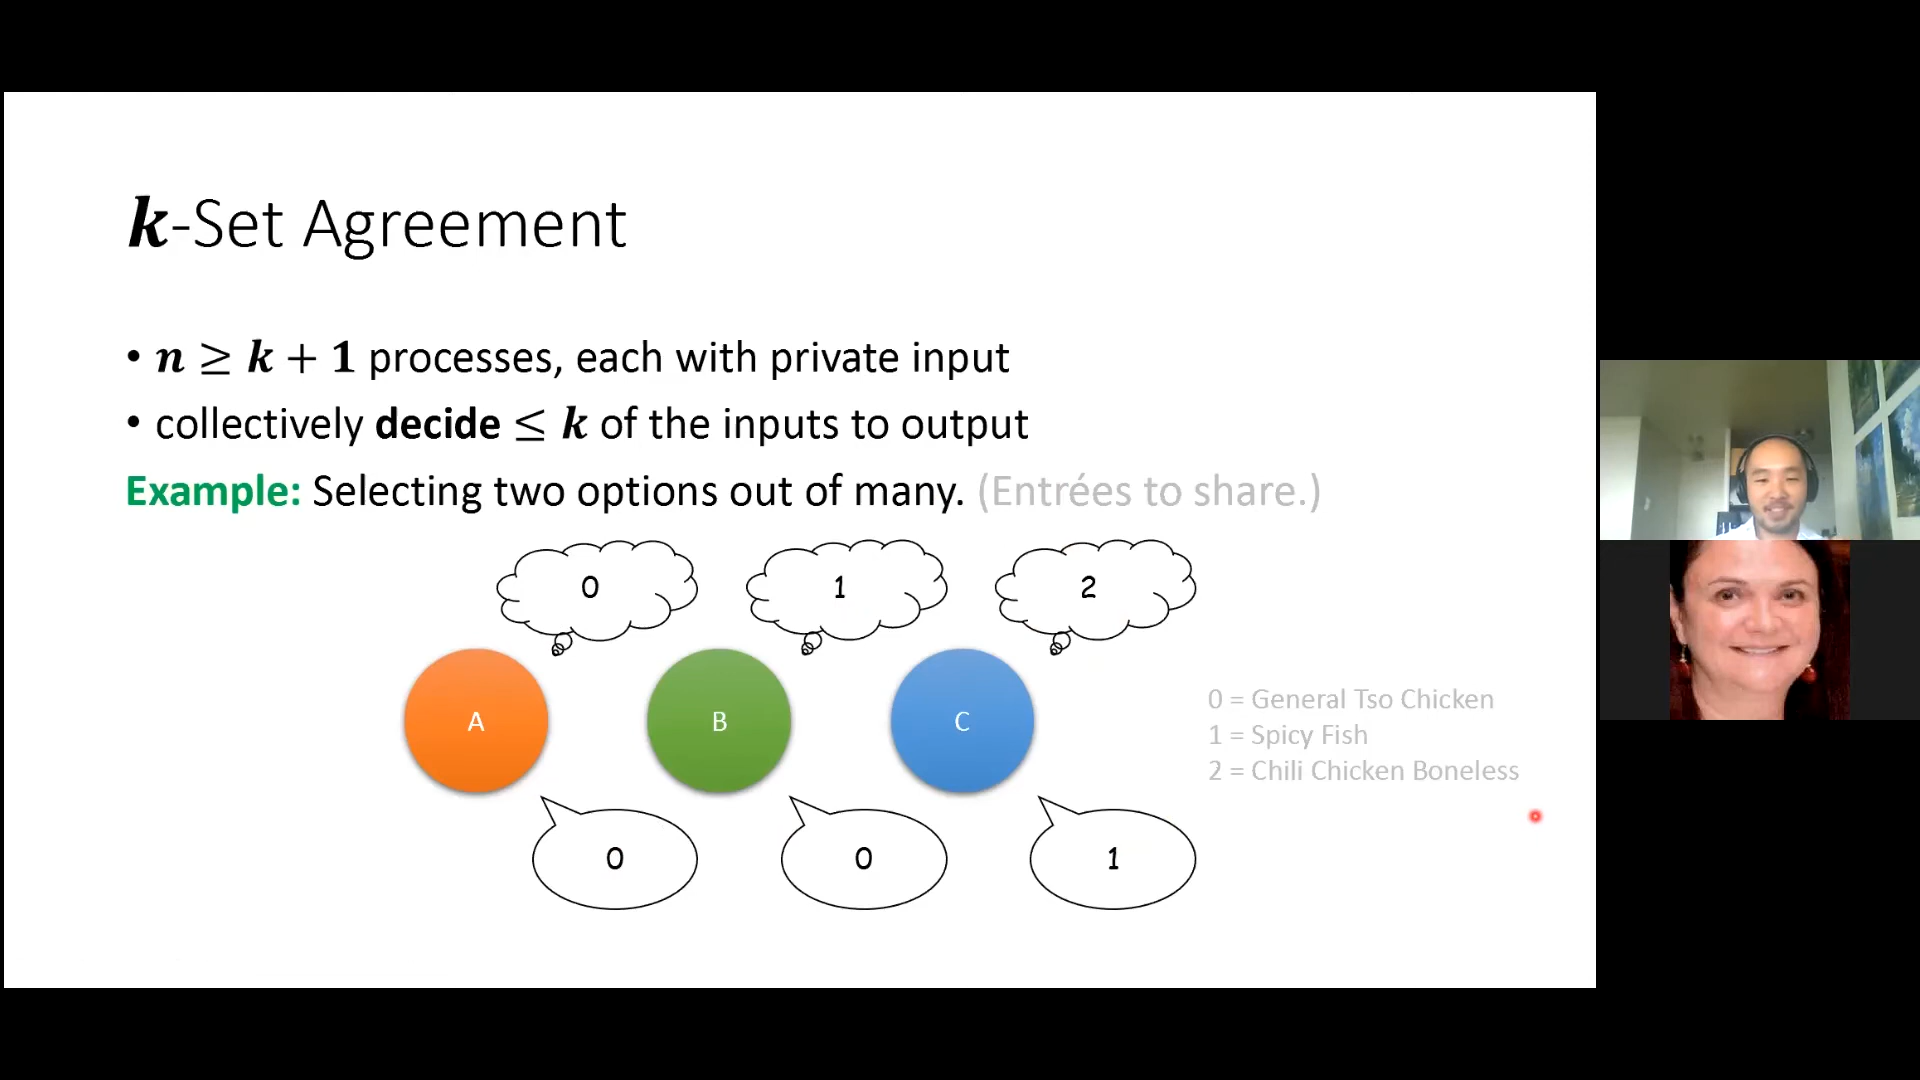 k-Set Agreement
• n ≥ k + 1 processes, each with private input
• collectively decide ≤ k of the inputs to output
Example: Selecting two options out of many. (Entrées to share.)
0 1 2
A B C
0 = General Tso Chicken
1 = Spicy Fish
2 = Chili Chicken Boneless
0 0 1